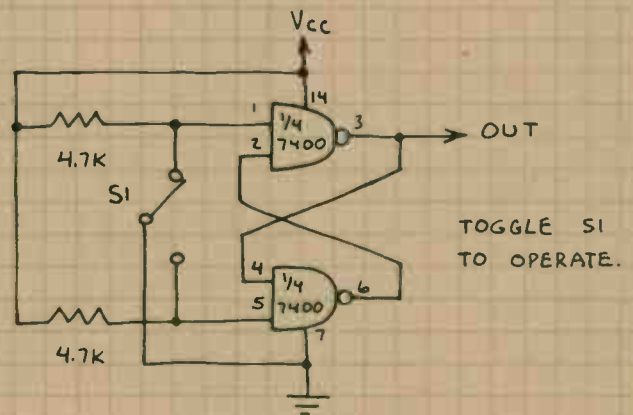 Vcc
14
1
1/4
7400
2
3
OUT
4.7K
S1
TOGGLE S1
TO OPERATE.
4
1/4
7400
5
6
7
4.7K